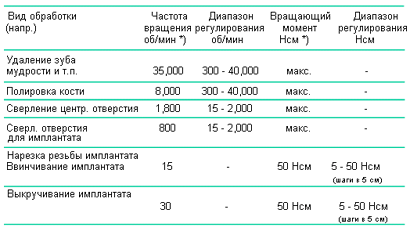 Вид обработки (напр.) Частота вращения об/мин *) Диапазон регулирования об/мин Вращающий момент Нсм *) Диапазон регулирования Нсм
Удаление зуба мудрости и т.п. 35,000 300 - 40,000 макс. -
Полировка кости 8,000 300 - 40,000 макс. -
Сверление центр. отверстия 1,800 15 - 2,000 макс. -
Сверл. отверстия для имплантата 800 15 - 2,000 макс. -
Нарезка резьбы имплантата
Ввинчивание имплантата 15 - 50 Нсм 5 - 50 Нсм
(шаги в 5 см)
Выкручивание имплантата
30 - 50 Нсм 5 - 50 Нсм
(шаги в 5 см)